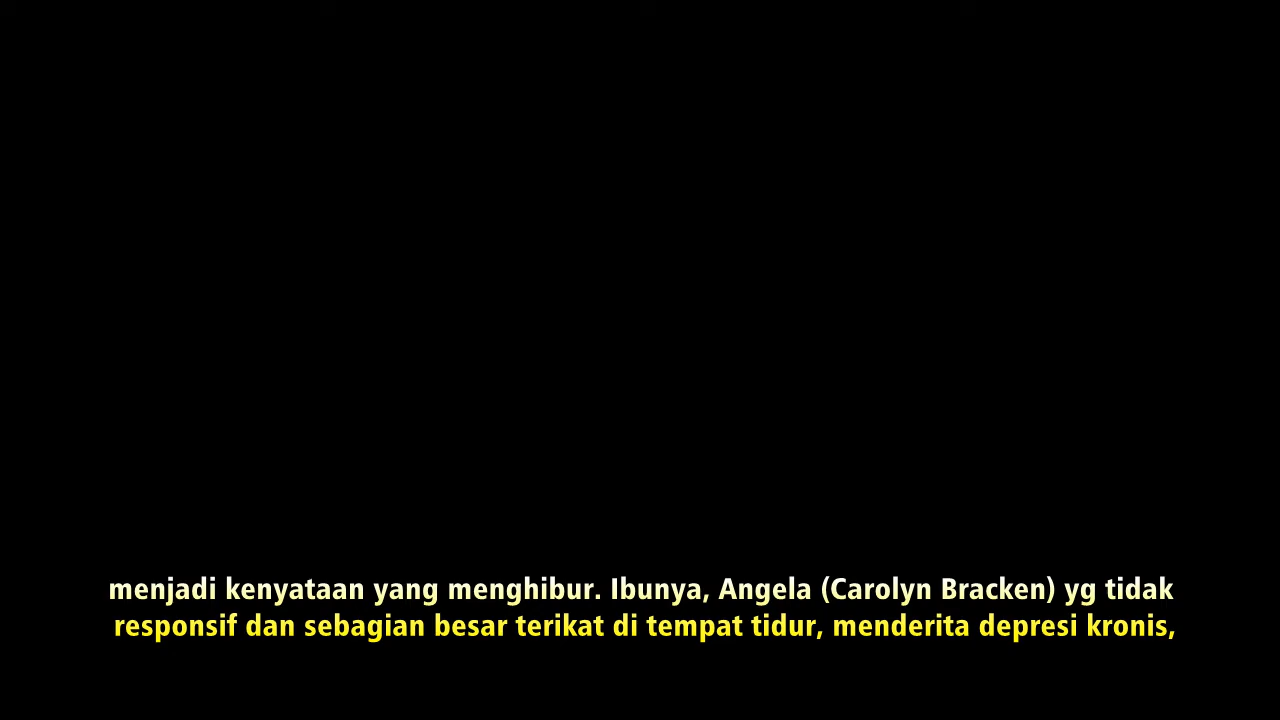 menjadi kenyataan yang menghibur. Ibunya, Angela (Carolyn Bracken) yg tidak
responsif dan sebagian besar terikat di tempat tidur, menderita depresi kronis,